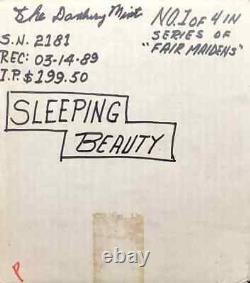 The Danbury Mint
S.N. 2181
REC: 03-14-89
I.P. $199.50
NO.1 OF 4 IN
SERIES OF
"FAIR MAIDENS"
SLEEPING
BEAUTY
P